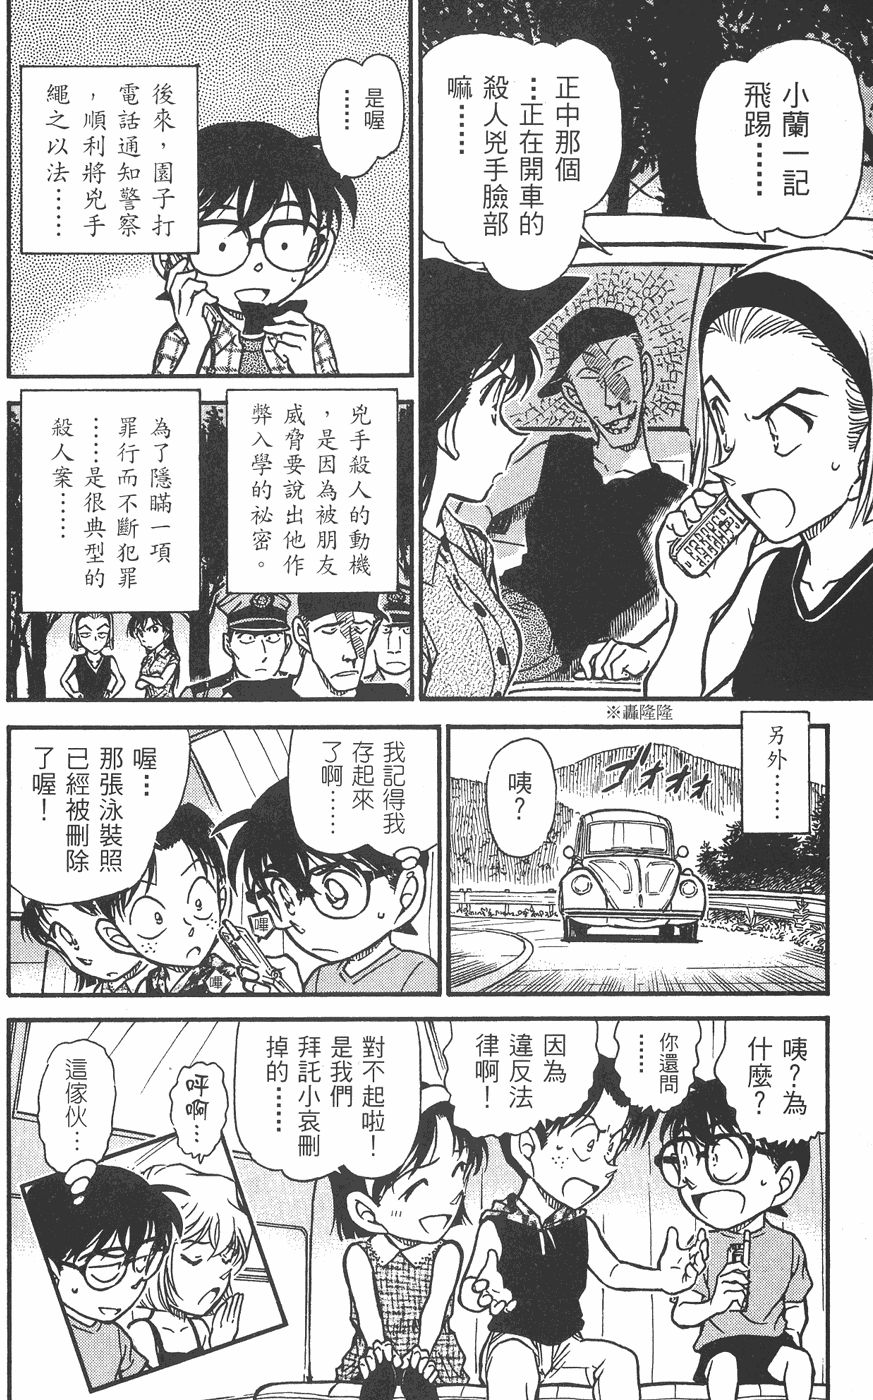 小蘭一記
飛踢……
正中那個
…正在開車的
殺人兇手臉部
嘛……
是喔
……
後來，園子打
電話通知警察
，順利將兇手
繩之以法……
兇手殺人的動機
，是因為被朋友
威脅要說出他作
弊入學的祕密。
為了隱瞞一項
罪行而不斷犯罪
……是很典型的
殺人案……
另外……
※轟隆隆
咦？
我記得我
存起來
了啊……
嗶
嗶
喔…
那張泳裝照
已經被刪除
了喔！
咦？為
什麼？
你還問
……
因為
違反法
律啊！
對不起啦！
是我們
拜託小哀刪
掉的……
呼啊…
這傢伙…